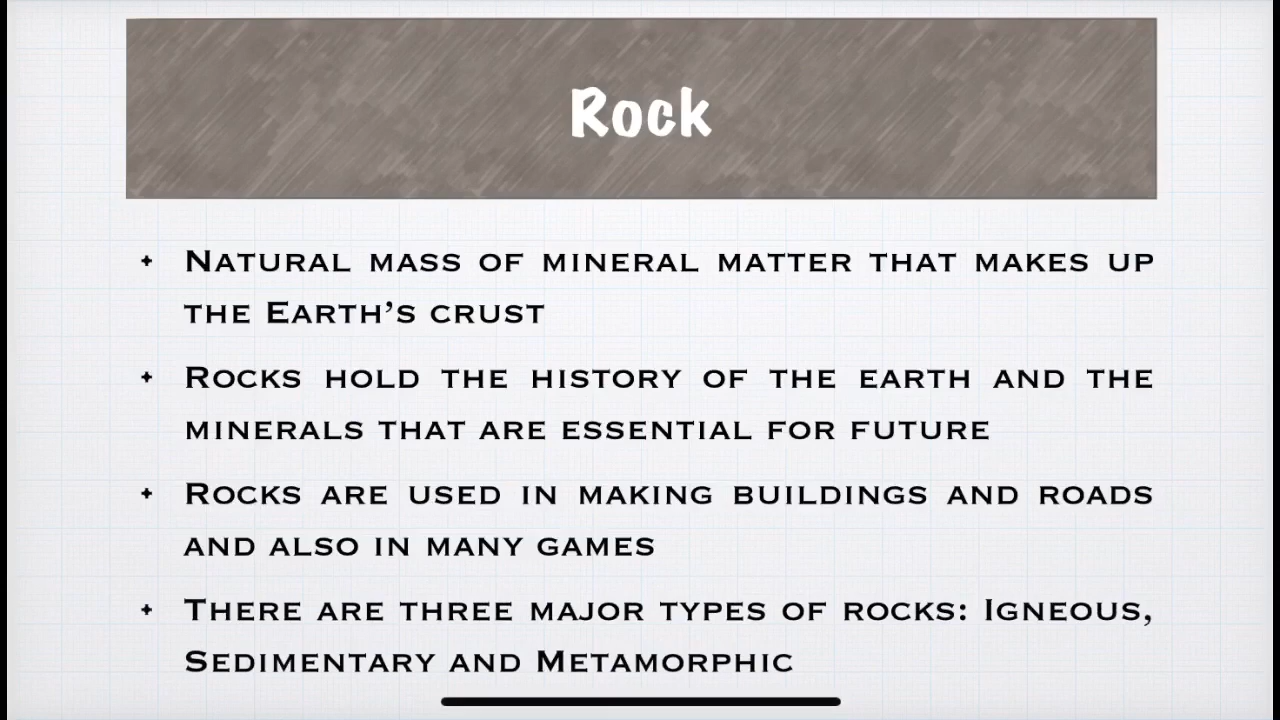 Rock
+ Natural mass of mineral matter that makes up
the Earth's crust
+ Rocks hold the history of the earth and the
minerals that are essential for future
+ Rocks are used in making buildings and roads
and also in many games
+ There are three major types of rocks: Igneous,
Sedimentary and Metamorphic